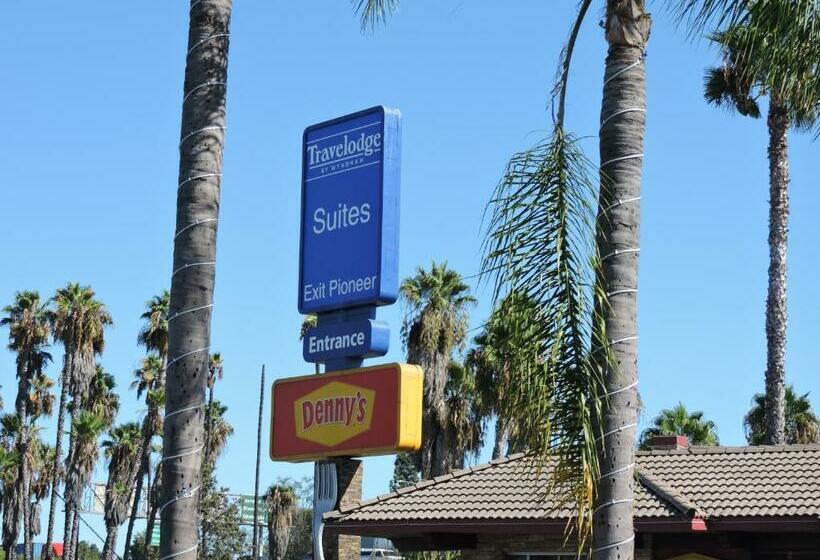 Travelodge
BY WYNDHAM
Suites
Exit Pioneer
Entrance
Denny's